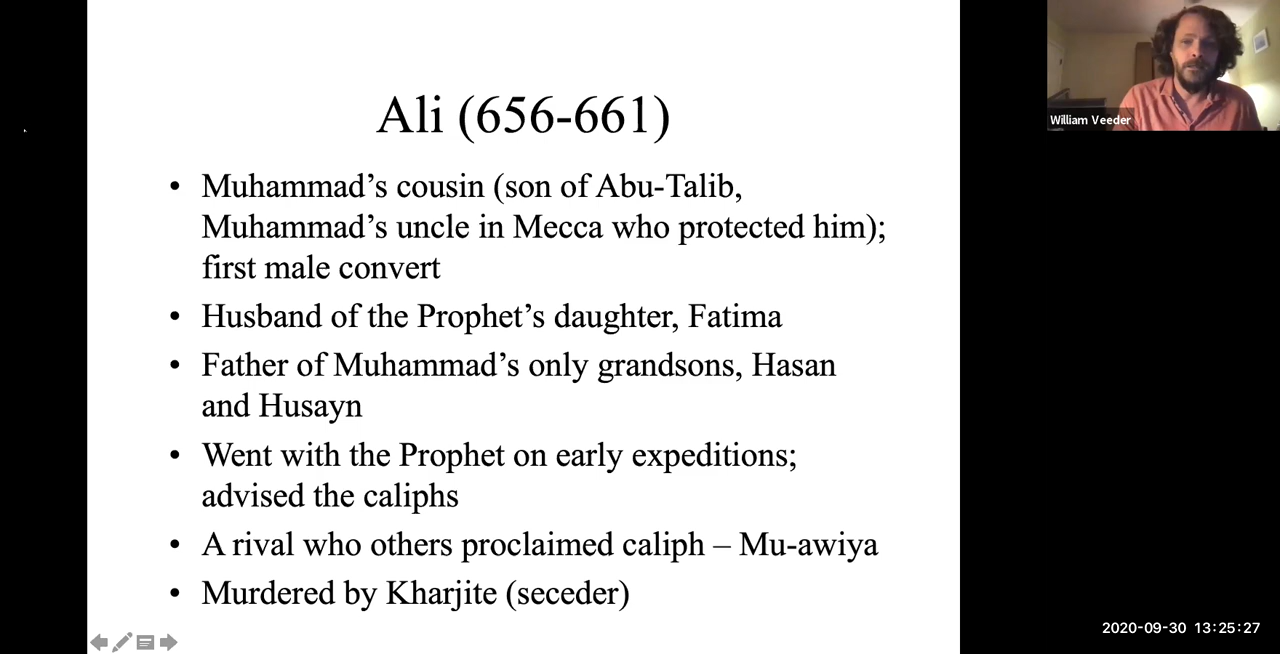 Ali (656-661)
• Muhammad’s cousin (son of Abu-Talib,
Muhammad’s uncle in Mecca who protected him);
first male convert
• Husband of the Prophet’s daughter, Fatima
• Father of Muhammad’s only grandsons, Hasan
and Husayn
• Went with the Prophet on early expeditions;
advised the caliphs
• A rival who others proclaimed caliph – Mu-awiya
• Murdered by Kharjite (seceder)
William Veeder
2020-09-30 13:25:27